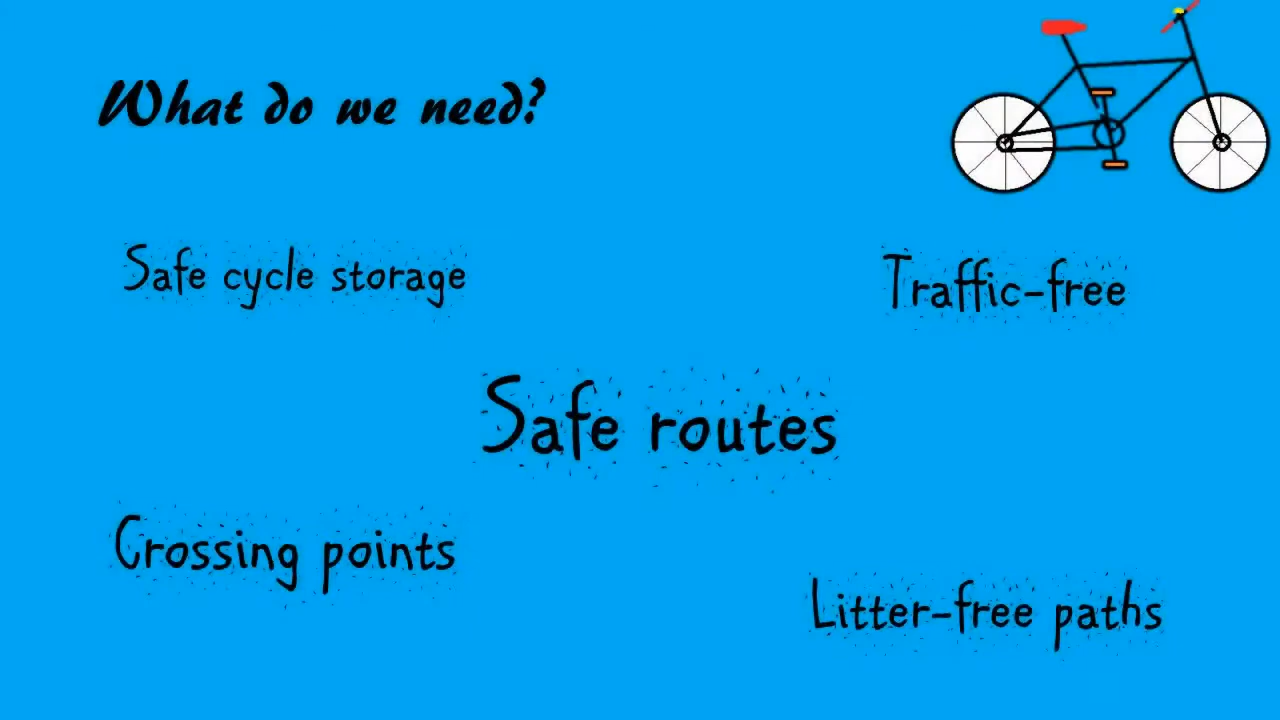 What do we need?
Safe cycle storage
Traffic-free
Safe routes
Crossing points
Litter-free paths